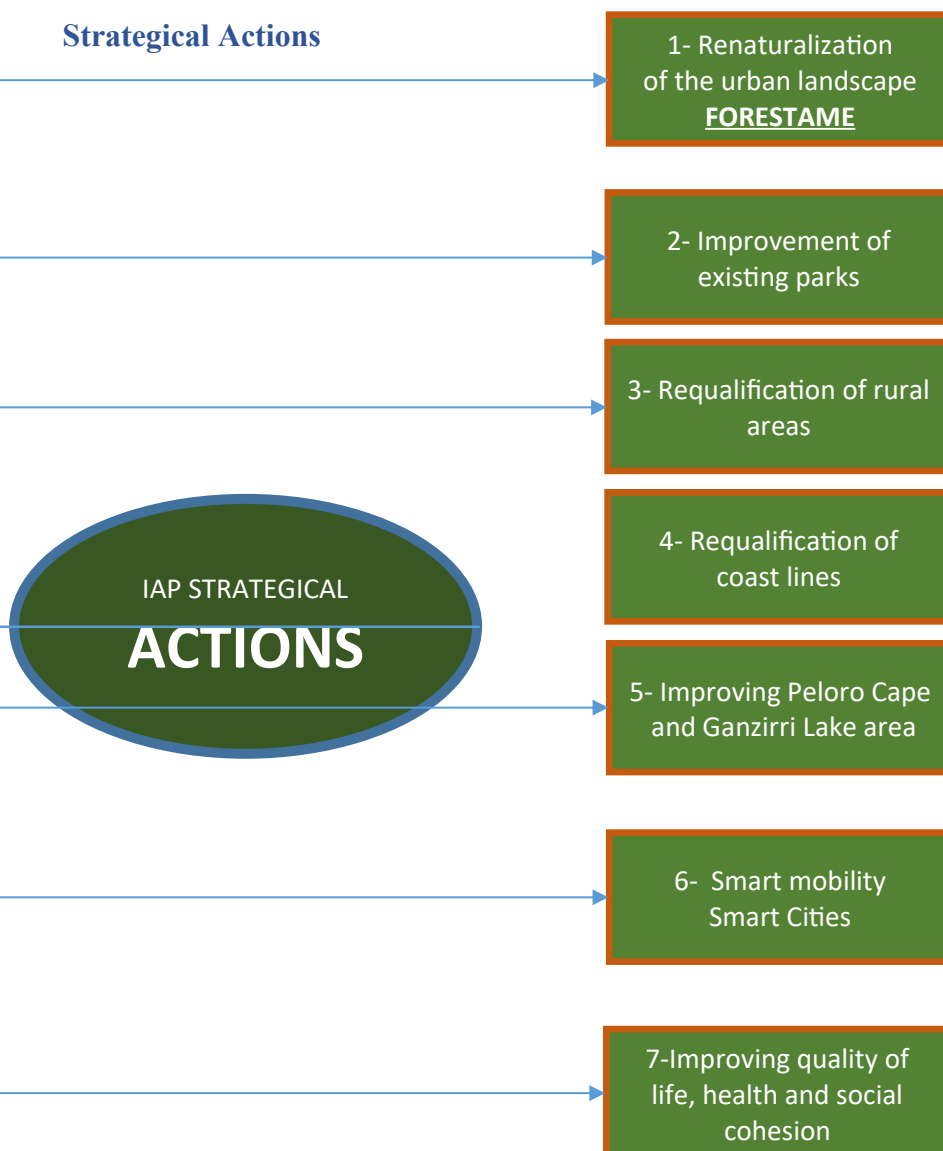 Strategical Actions
1- Renaturalization
of the urban landscape
FORESTAME
2- Improvement of
existing parks
3- Requalification of rural
areas
4- Requalification of
coast lines
IAP STRATEGICAL
ACTIONS
5- Improving Peloro Cape
and Ganzirri Lake area
6- Smart mobility
Smart Cities
7-Improving quality of
life, health and social
cohesion